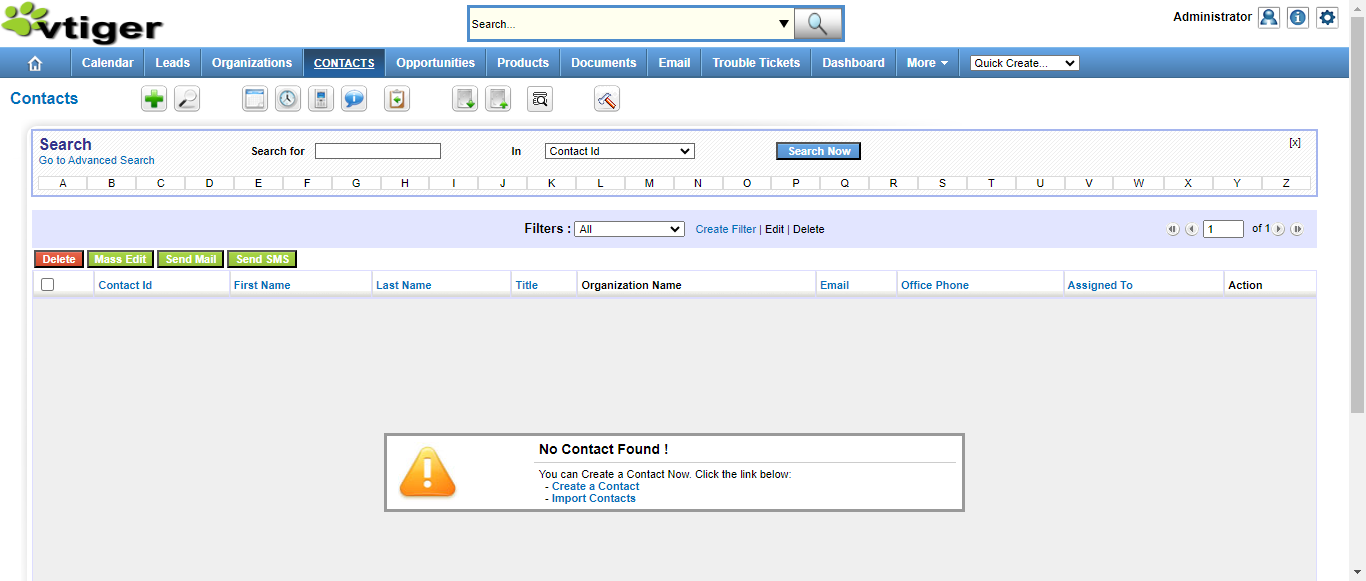 vtiger
Search...
Administrator
Calendar Leads Organizations CONTACTS Opportunities Products Documents Email Trouble Tickets Dashboard More Quick Create...
Contacts
Search
Go to Advanced Search
Search for In Contact Id Search Now
[x]
A B C D E F G H I J K L M N O P Q R S T U V W X Y Z
Filters : All Create Filter | Edit | Delete 1 of 1
Delete Mass Edit Send Mail Send SMS
Contact Id First Name Last Name Title Organization Name Email Office Phone Assigned To Action
No Contact Found !
You can Create a Contact Now. Click the link below:
- Create a Contact
- Import Contacts